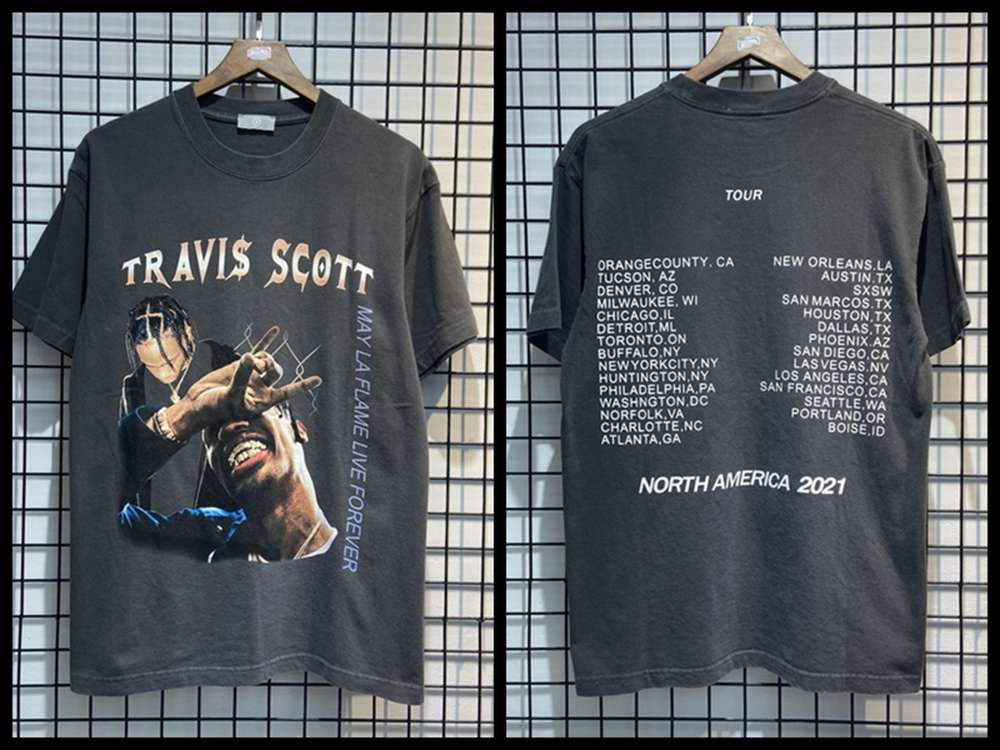 TRAVI$ SCOTT
MAY LA FLAME LIVE FOREVER
TOUR
ORANGECOUNTY. CA
TUCSON, AZ
DENVER, CO
MILWAUKEE, WI
CHICAGO,IL
DETROIT,ML
TORONTO,ON
BUFFALO,NY
NEWYORKCITY,NY
HUNTINGTON,NY
PHILADELPHIA,PA
WASHNGTON,DC
NORFOLK,VA
CHARLOTTE,NC
ATLANTA,GA
NEW ORLEANS.LA
AUSTIN.TX
SXSW
SAN MARCOS.TX
HOUSTON,TX
DALLAS,TX
PHOENIX.AZ
SAN DIEGO,CA
LASVEGAS,NV
LOS ANGELES,CA
SAN FRANCISCO,CA
SEATTLE,WA
PORTLAND,OR
BOISE,ID
NORTH AMERICA 2021